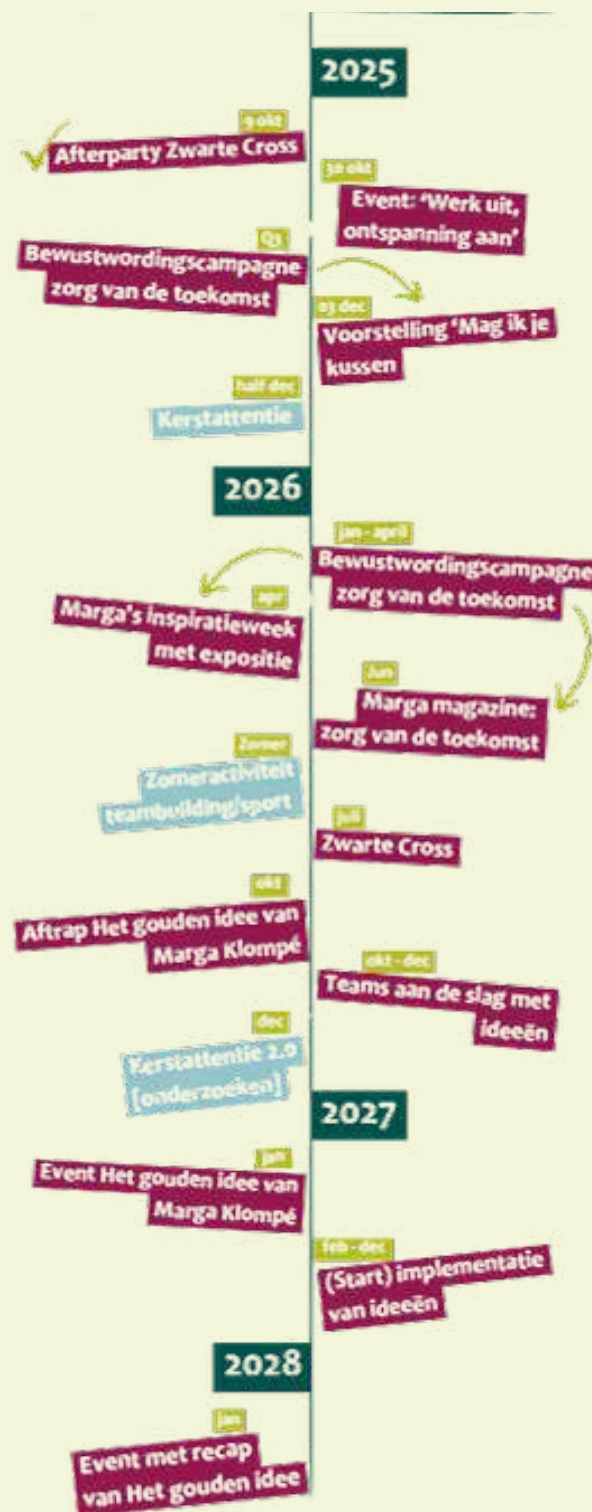 2025
9 okt
Afterparty Zwarte Cross
30 okt
Event: ‘Werk uit,
ontspanning aan’
Q3
Bewustwordingscampagne
zorg van de toekomst
03 dec
Voorstelling ‘Mag ik je
kussen
half dec
Kerstattentie
2026
jan - april
Bewustwordingscampagne
zorg van de toekomst
apr
Marga's inspiratieweek
met expositie
Jun
Marga magazine:
zorg van de toekomst
Zomer
Zomeractiviteit
teambuilding/sport
juli
Zwarte Cross
okt
Aftrap Het gouden idee van
Marga Klompé
okt - dec
Teams aan de slag met
ideeën
dec
Kerstattentie 2.0
[onderzoeken]
2027
jan
Event Het gouden idee van
Marga Klompé
feb - dec
(Start) implementatie
van ideeën
2028
jan
Event met recap
van Het gouden idee